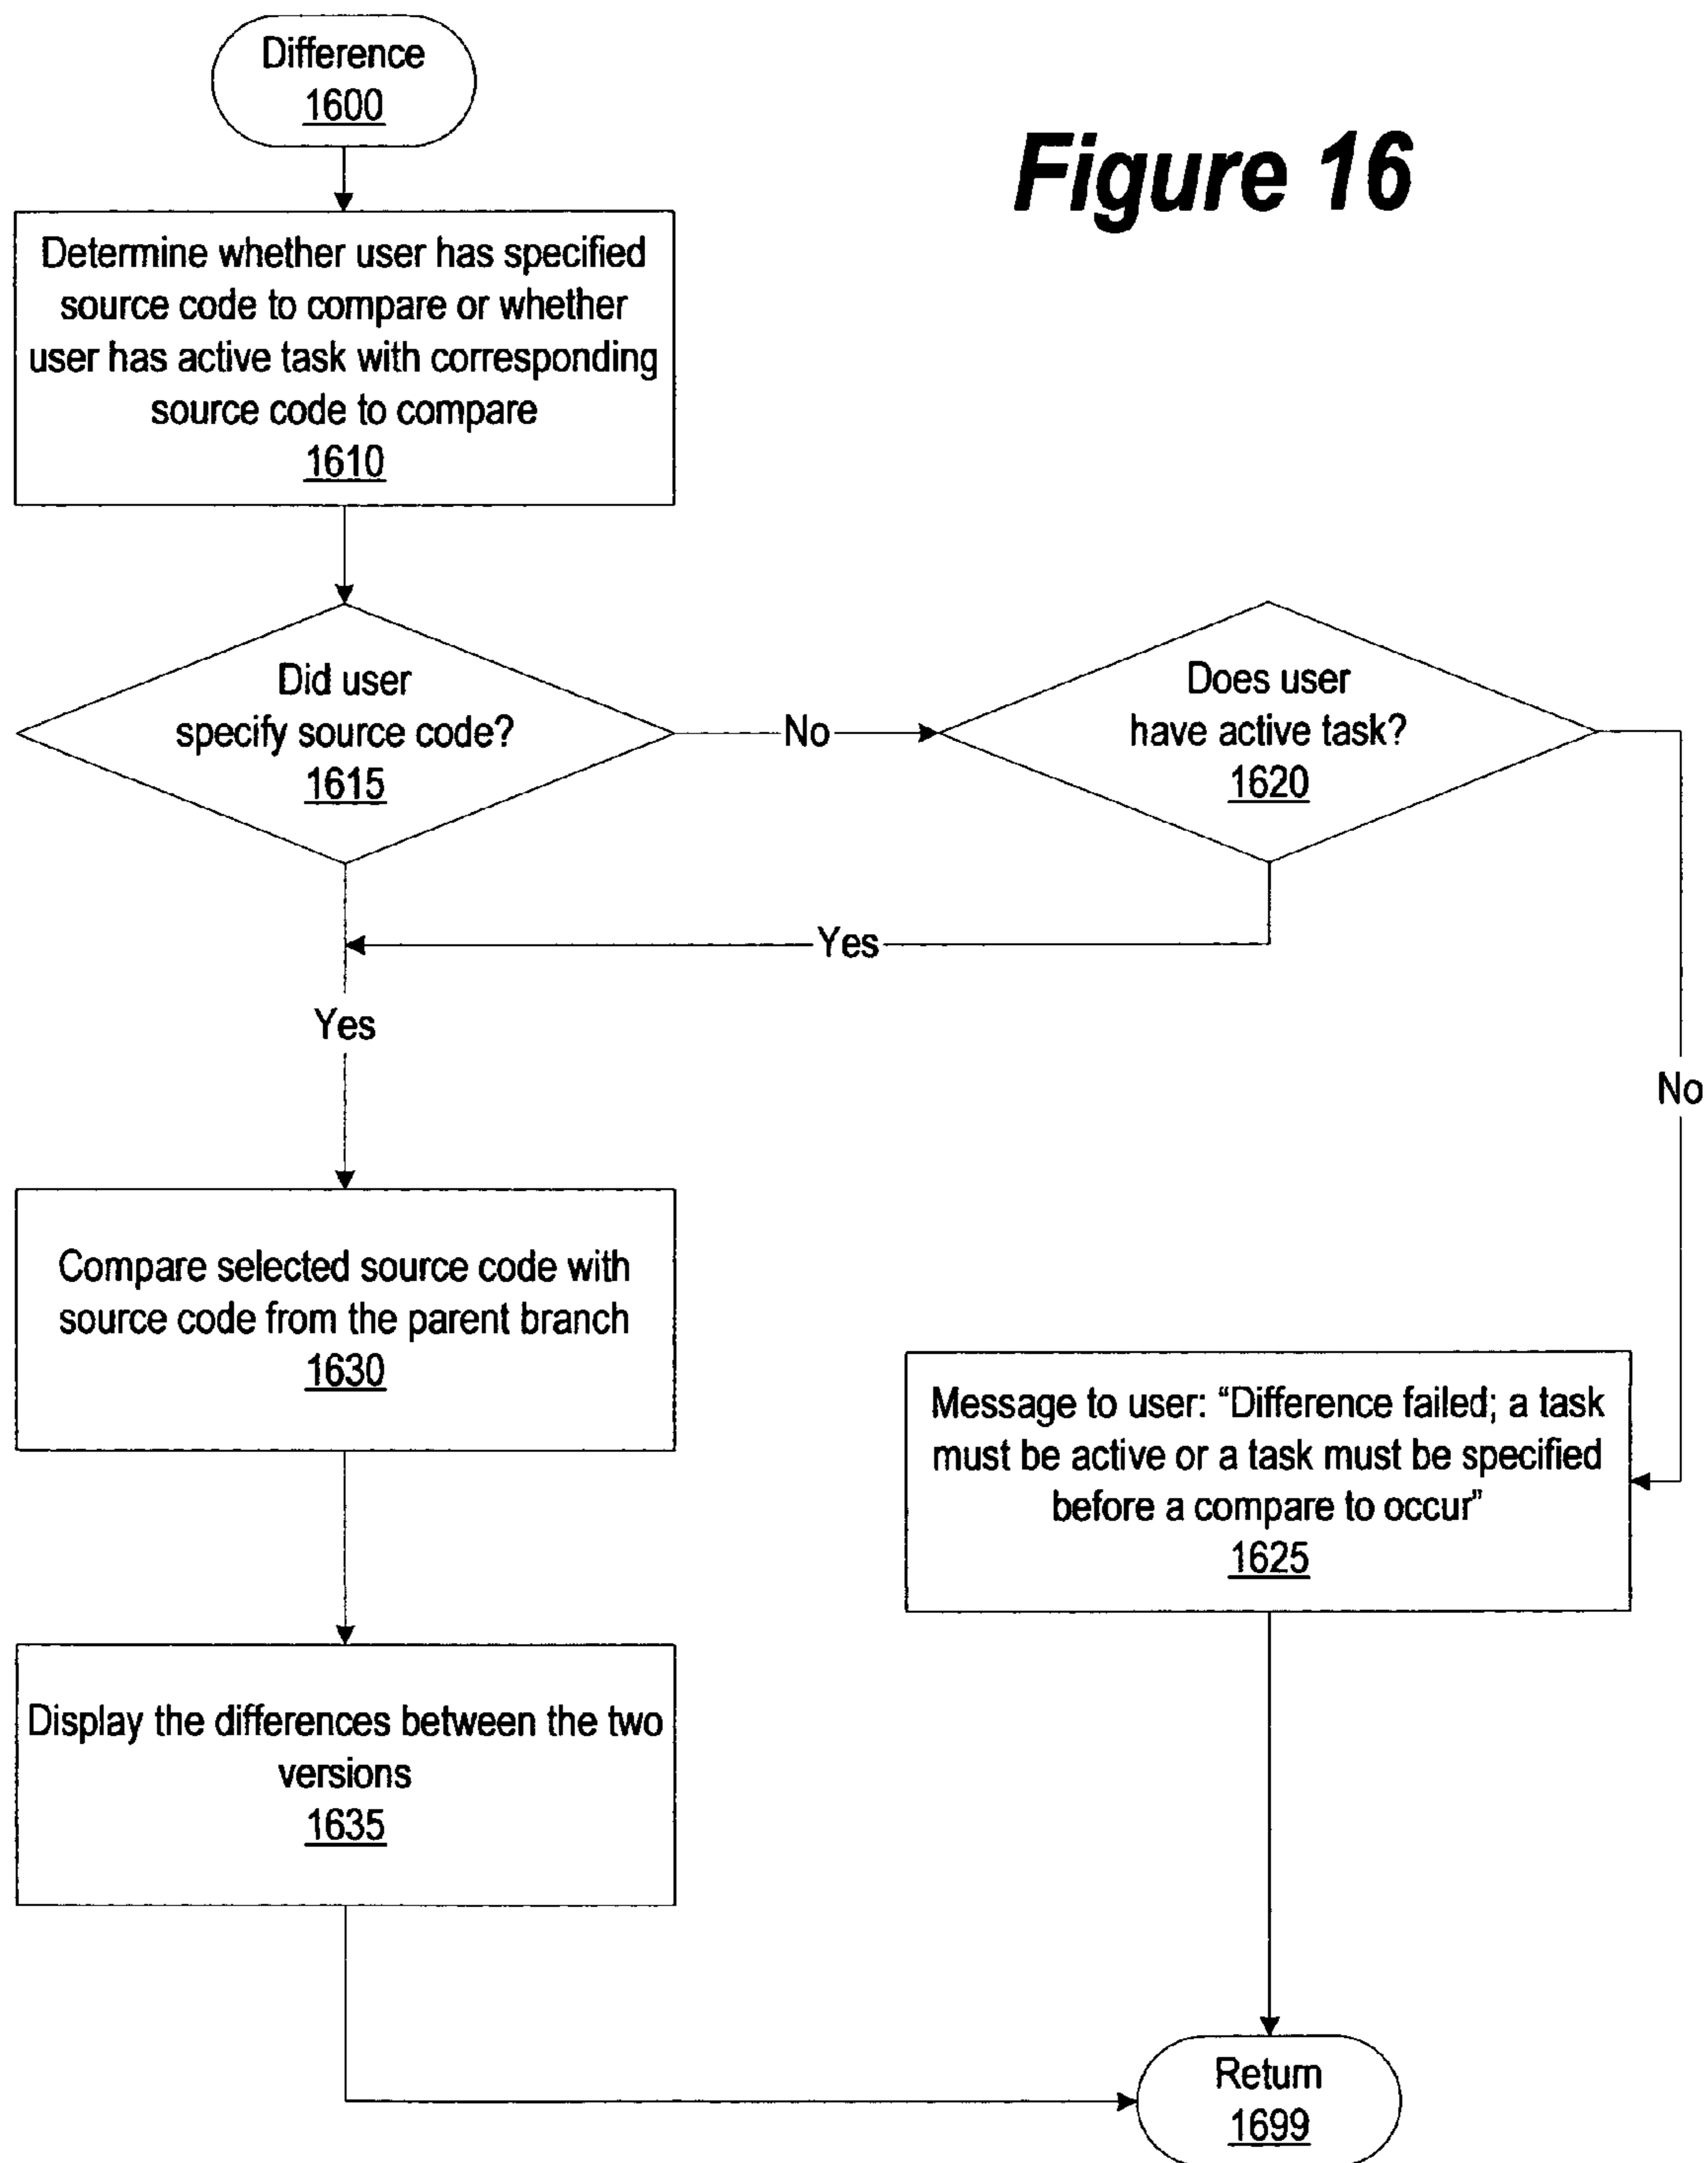 Difference
1600
Figure 16
Determine whether user has specified
source code to compare or whether
user has active task with corresponding
source code to compare
1610
Did user
specify source code?
1615
No
Does user
have active task?
1620
Yes
Yes
No
Compare selected source code with
source code from the parent branch
1630
Message to user: “Difference failed; a task
must be active or a task must be specified
before a compare to occur”
1625
Display the differences between the two
versions
1635
Return
1699